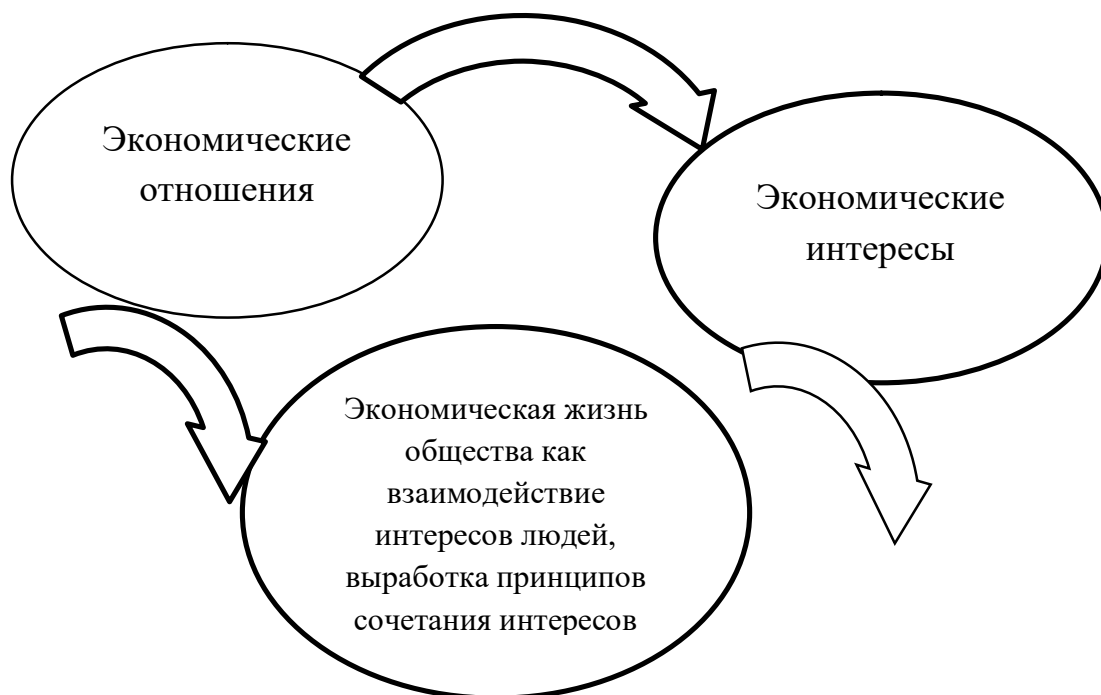 Экономические
отношения
Экономические
интересы
Экономическая жизнь
общества как
взаимодействие
интересов людей,
выработка принципов
сочетания интересов